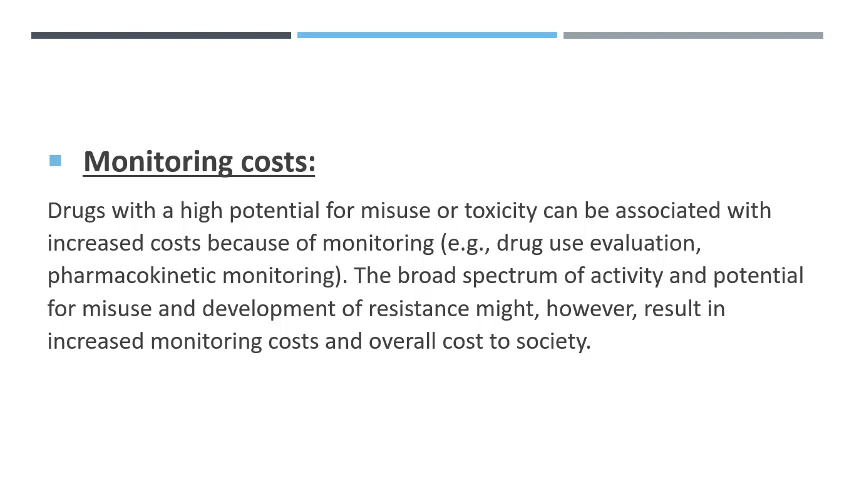 Monitoring costs:
Drugs with a high potential for misuse or toxicity can be associated with
increased costs because of monitoring (e.g., drug use evaluation,
pharmacokinetic monitoring). The broad spectrum of activity and potential
for misuse and development of resistance might, however, result in
increased monitoring costs and overall cost to society.